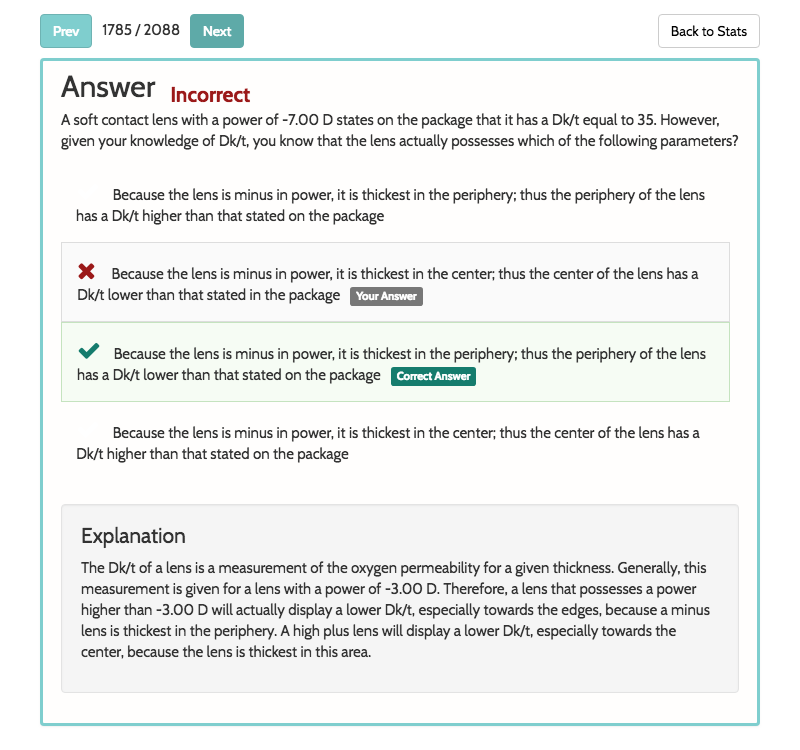 Prev 1785 / 2088 Next Back to Stats
Answer Incorrect
A soft contact lens with a power of -7.00 D states on the package that it has a Dk/t equal to 35. However,
given your knowledge of Dk/t, you know that the lens actually possesses which of the following parameters?
Because the lens is minus in power, it is thickest in the periphery; thus the periphery of the lens
has a Dk/t higher than that stated on the package
Because the lens is minus in power, it is thickest in the center; thus the center of the lens has a
Dk/t lower than that stated in the package Your Answer
Because the lens is minus in power, it is thickest in the periphery; thus the periphery of the lens
has a Dk/t lower than that stated on the package Correct Answer
Because the lens is minus in power, it is thickest in the center; thus the center of the lens has a
Dk/t higher than that stated on the package
Explanation
The Dk/t of a lens is a measurement of the oxygen permeability for a given thickness. Generally, this
measurement is given for a lens with a power of -3.00 D. Therefore, a lens that possesses a power
higher than -3.00 D will actually display a lower Dk/t, especially towards the edges, because a minus
lens is thickest in the periphery. A high plus lens will display a lower Dk/t, especially towards the
center, because the lens is thickest in this area.